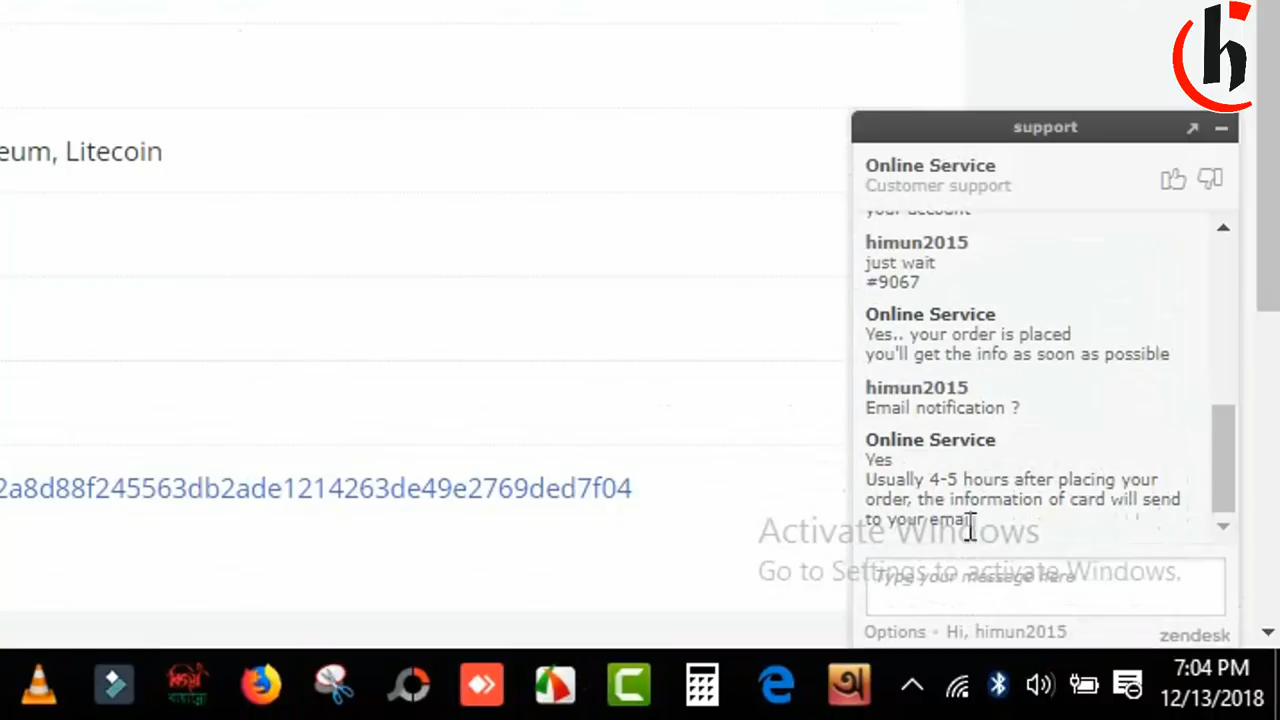 h
eum, Litecoin
2a8d88f245563db2ade1214263de49e2769ded7f04
support
Online Service
Customer support
your account
himun2015
just wait
#9067
Online Service
Yes.. your order is placed
you'll get the info as soon as possible
himun2015
Email notification ?
Online Service
Yes
Usually 4-5 hours after placing your
order, the information of card will send
to your email
Activate Windows
Go to Settings to activate Windows.
Type your message here
Options - Hi, himun2015
zendesk
অ
7:04 PM
12/13/2018